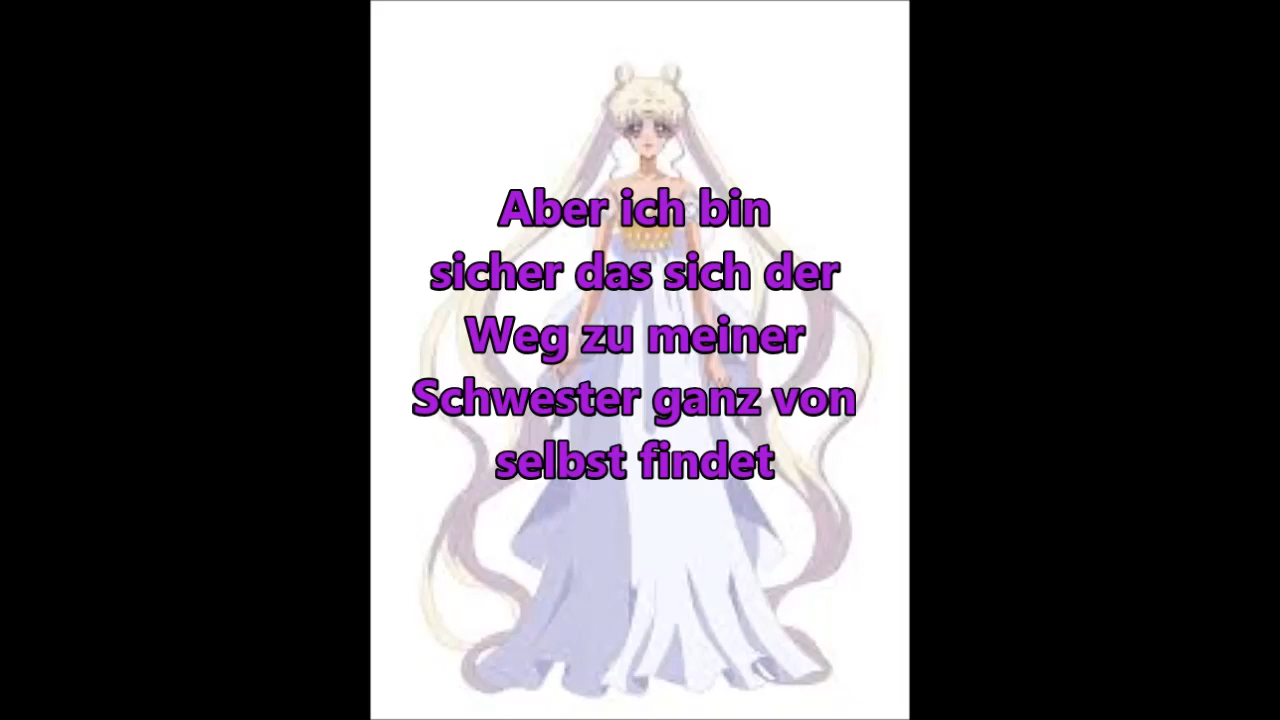 Aber ich bin
sicher das sich der
Weg zu meiner
Schwester ganz von
selbst findet